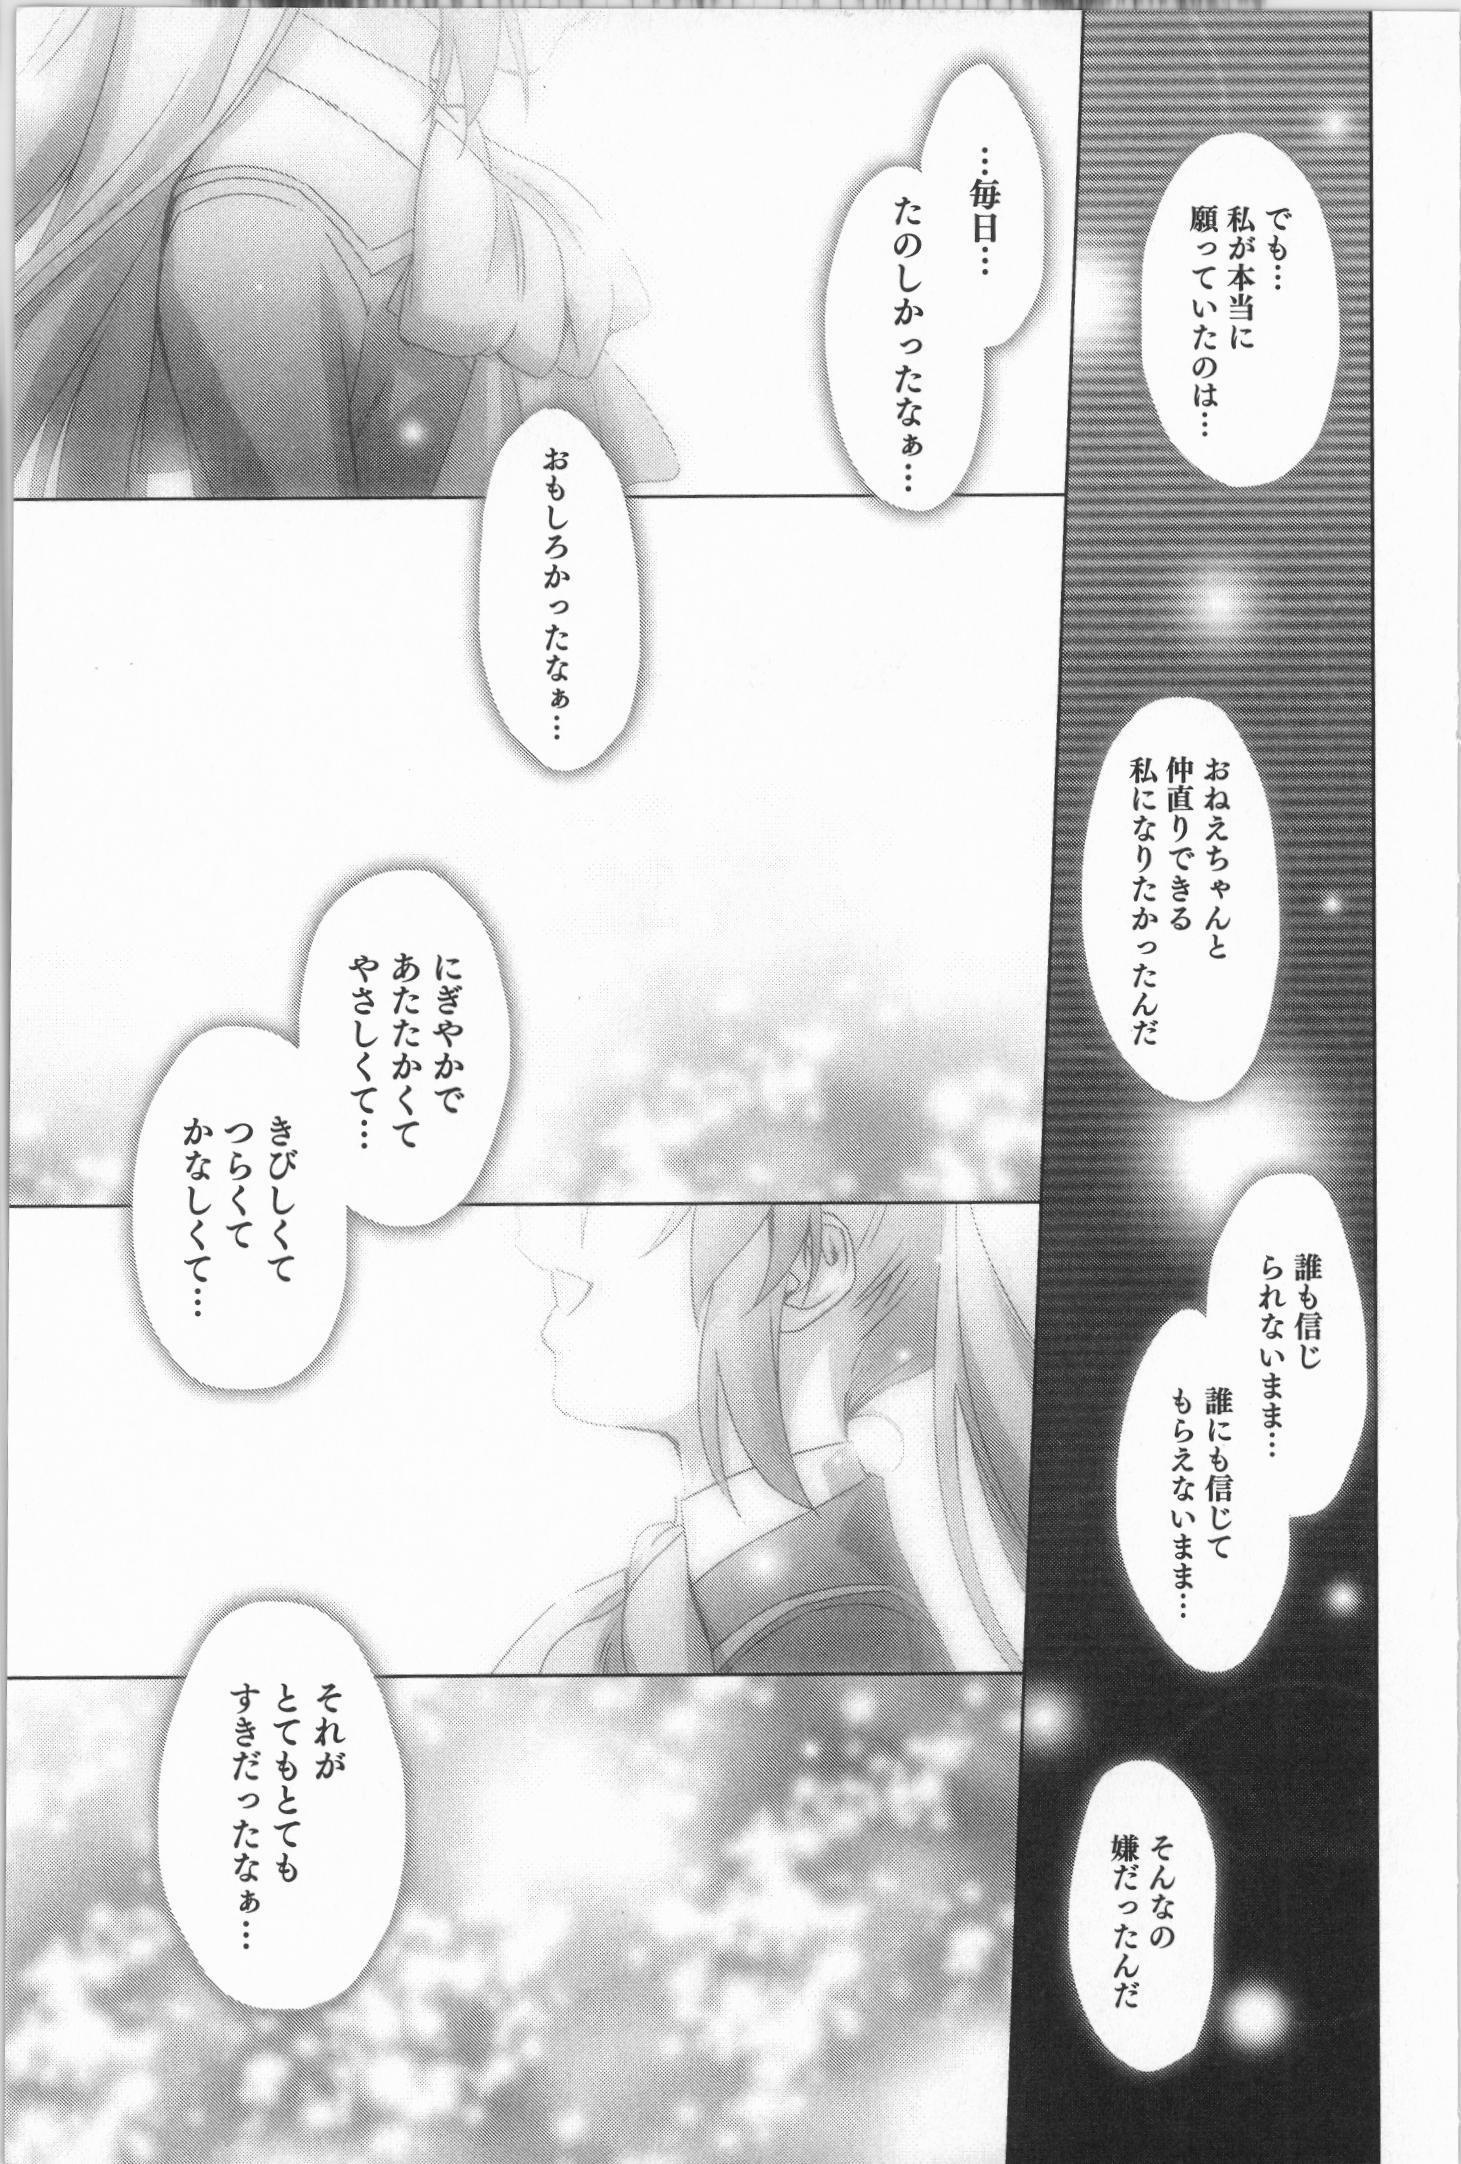 でも…
私が本当に
願っていたのは…
おねえちゃんと
仲直りできる
私になりたかったんだ
誰も信じ
られないまま…
誰にも信じて
もらえないまま…
そんなの
嫌だったんだ
…毎日…
たのしかったなぁ…
おもしろかったなぁ…
にぎやかで
あたたかくて
やさしくて…
きびしくて
つらくて
かなしくて…
それが
とてもとても
すきだったなぁ…